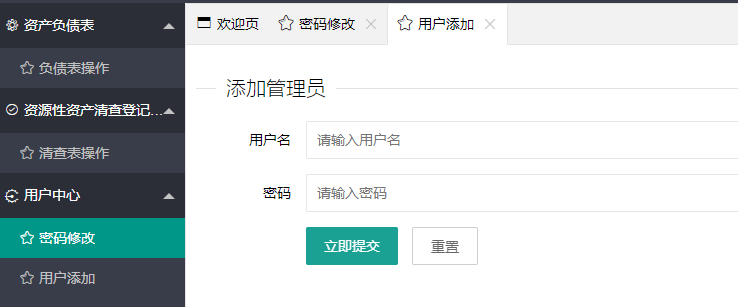 资产负债表
负债表操作
资源性资产清查登记...
清查表操作
用户中心
密码修改
用户添加
欢迎页 密码修改 用户添加
添加管理员
用户名 请输入用户名
密码 请输入密码
立即提交 重置